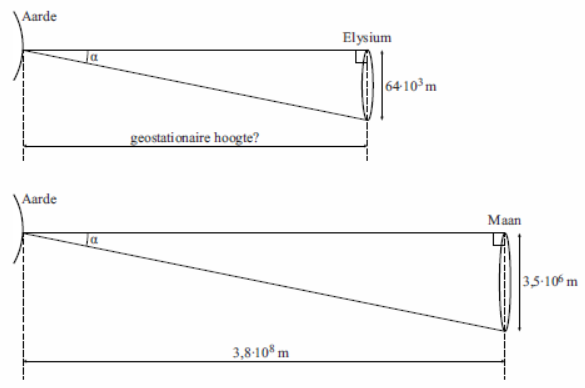 Aarde
Elysium
α
64·10³ m
geostationaire hoogte?
Aarde
Maan
α
3,5·10⁶ m
3,8·10⁸ m